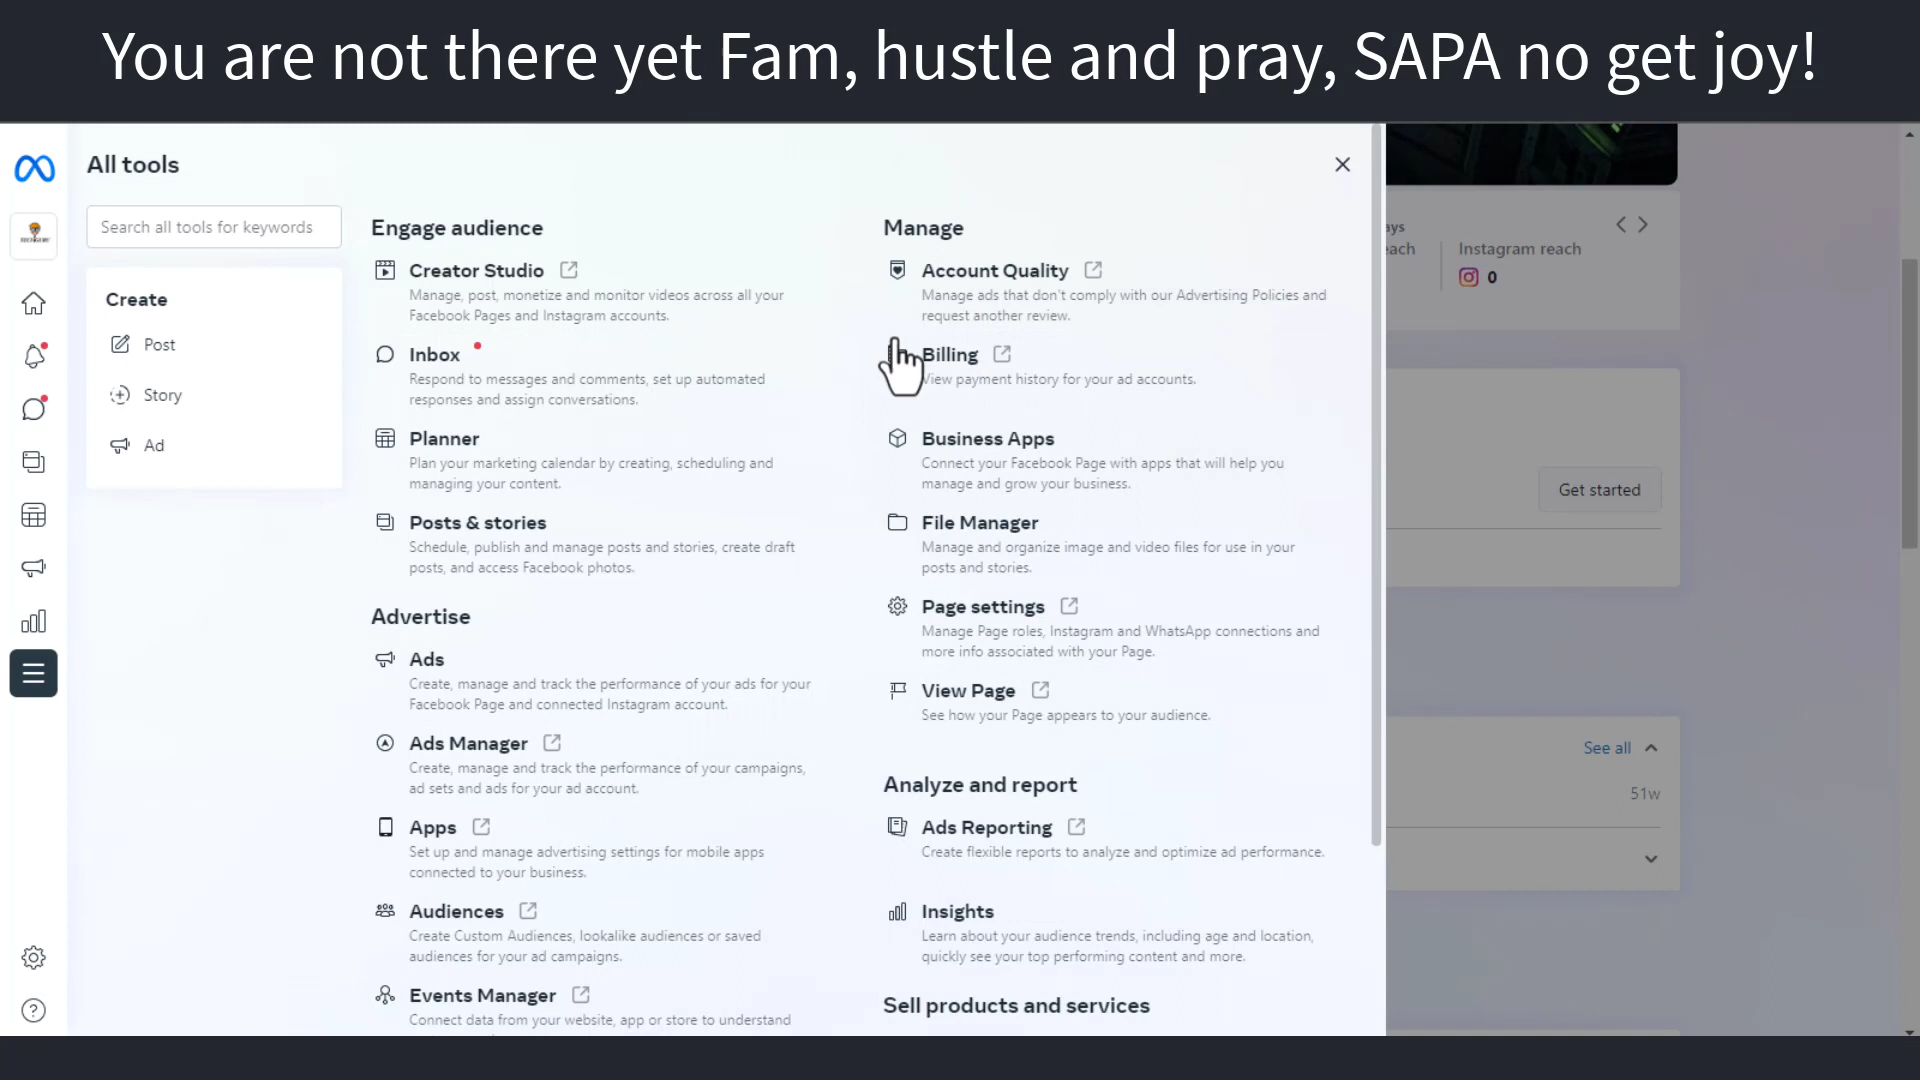 You are not there yet Fam, hustle and pray, SAPA no get joy!
All tools
Search all tools for keywords
Create
Post
Story
Ad
Engage audience
Creator Studio
Manage, post, monetize and monitor videos across all your
Facebook Pages and Instagram accounts.
Inbox
Respond to messages and comments, set up automated
responses and assign conversations.
Planner
Plan your marketing calendar by creating, scheduling and
managing your content.
Posts & stories
Schedule, publish and manage posts and stories, create draft
posts, and access Facebook photos.
Advertise
Ads
Create, manage and track the performance of your ads for your
Facebook Page and connected Instagram account.
Ads Manager
Create, manage and track the performance of your campaigns,
ad sets and ads for your ad account.
Apps
Set up and manage advertising settings for mobile apps
connected to your business.
Audiences
Create Custom Audiences, lookalike audiences or saved
audiences for your ad campaigns.
Events Manager
Connect data from your website, app or store to understand
Manage
Account Quality
Manage ads that don't comply with our Advertising Policies and
request another review.
Billing
View payment history for your ad accounts.
Business Apps
Connect your Facebook Page with apps that will help you
manage and grow your business.
File Manager
Manage and organize image and video files for use in your
posts and stories.
Page settings
Manage Page roles, Instagram and WhatsApp connections and
more info associated with your Page.
View Page
See how your Page appears to your audience.
Analyze and report
Ads Reporting
Create flexible reports to analyze and optimize ad performance.
Insights
Learn about your audience trends, including age and location,
quickly see your top performing content and more.
Sell products and services
ays
each
Instagram reach
0
Get started
See all
51w